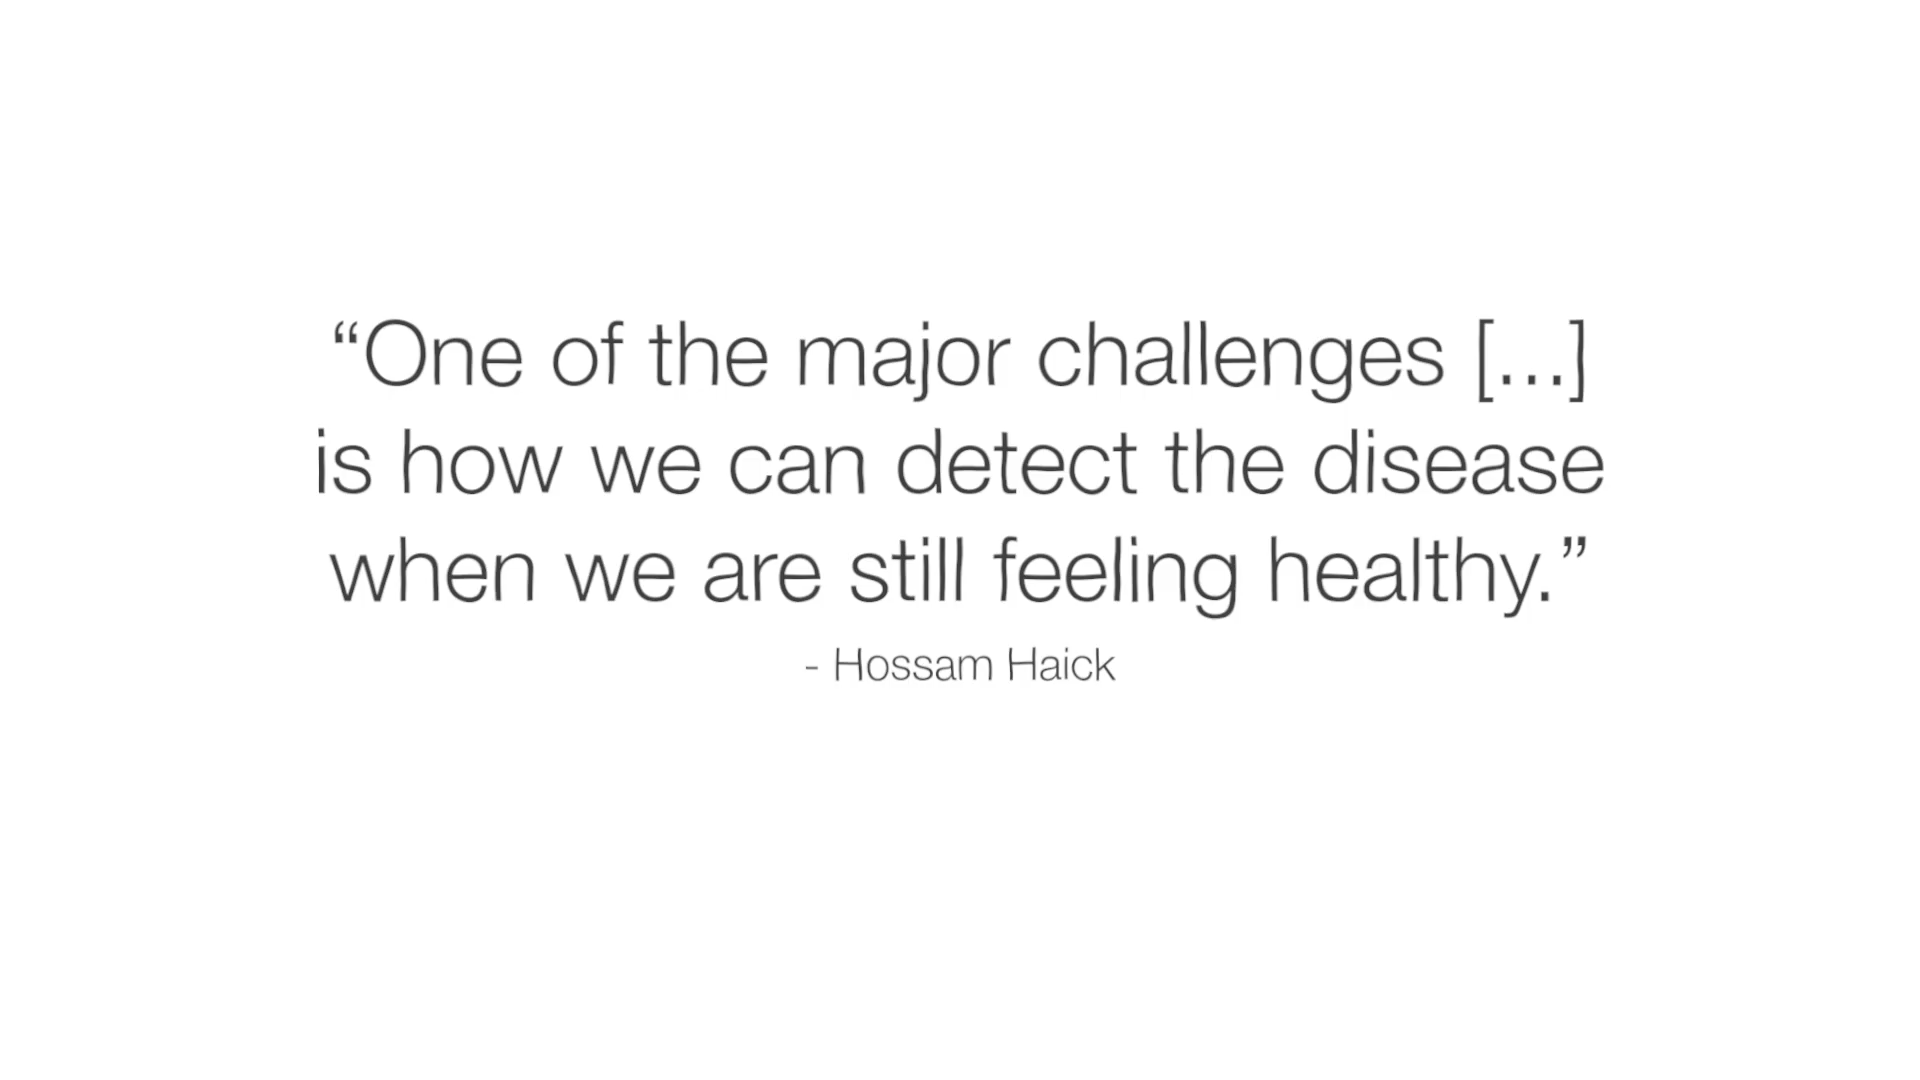 “One of the major challenges [...]
is how we can detect the disease
when we are still feeling healthy.”
- Hossam Haick